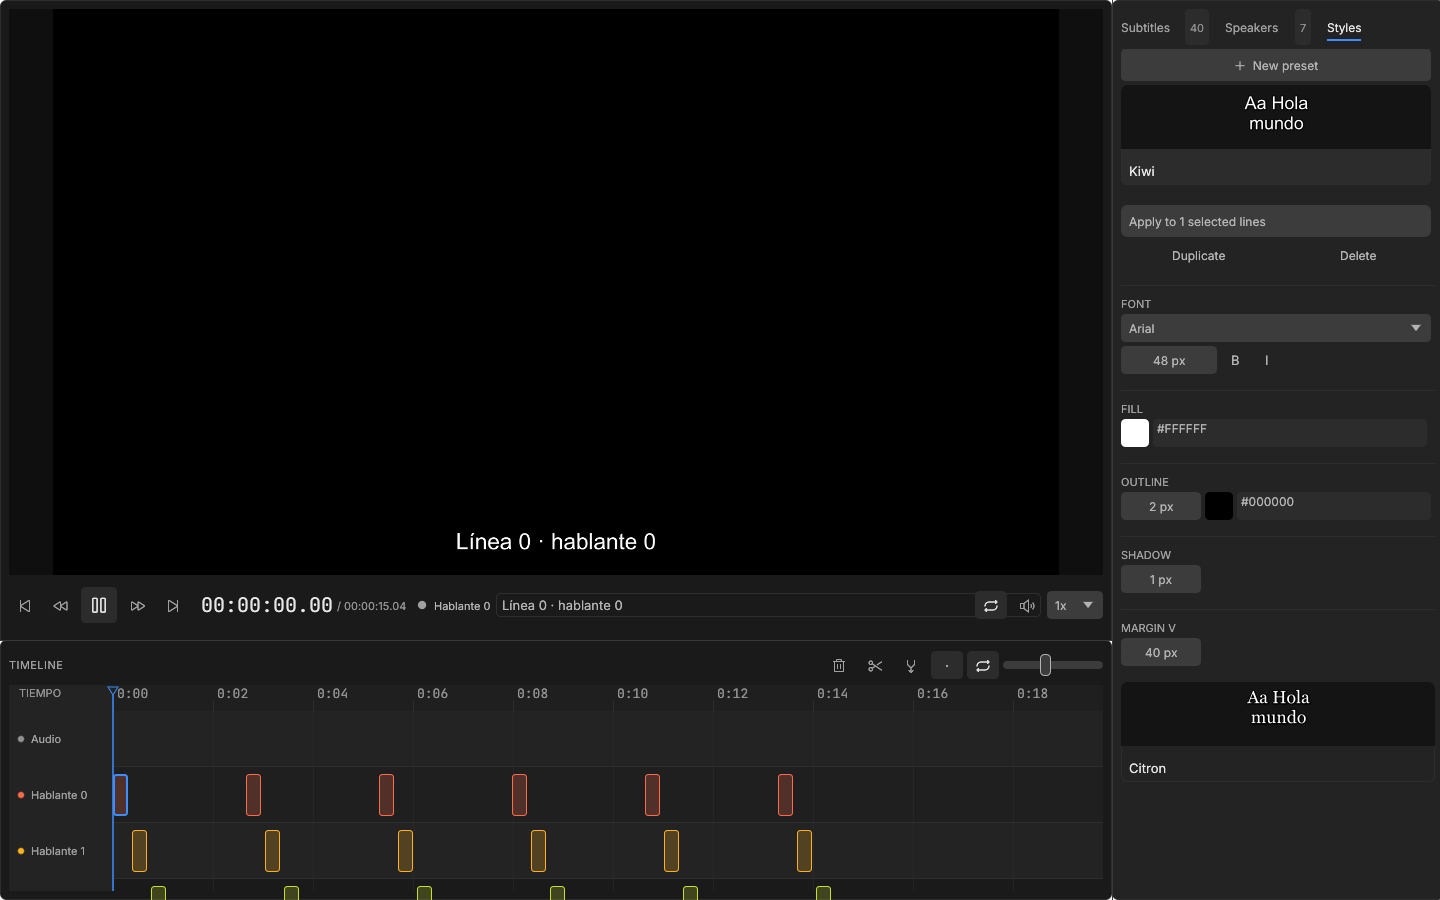 Subtitles 40 Speakers 7 Styles
+ New preset
Aa Hola
mundo
Kiwi
Apply to 1 selected lines
Duplicate Delete
FONT
Arial
48 px B I
FILL
#FFFFFF
OUTLINE
2 px #000000
SHADOW
1 px
MARGIN V
40 px
Aa Hola
mundo
Citron
Línea 0 · hablante 0
00:00:00.00 / 00:00:15.04 Hablante 0 Línea 0 · hablante 0 1x
TIMELINE
TIEMPO 0:00 0:02 0:04 0:06 0:08 0:10 0:12 0:14 0:16 0:18
Audio
Hablante 0
Hablante 1